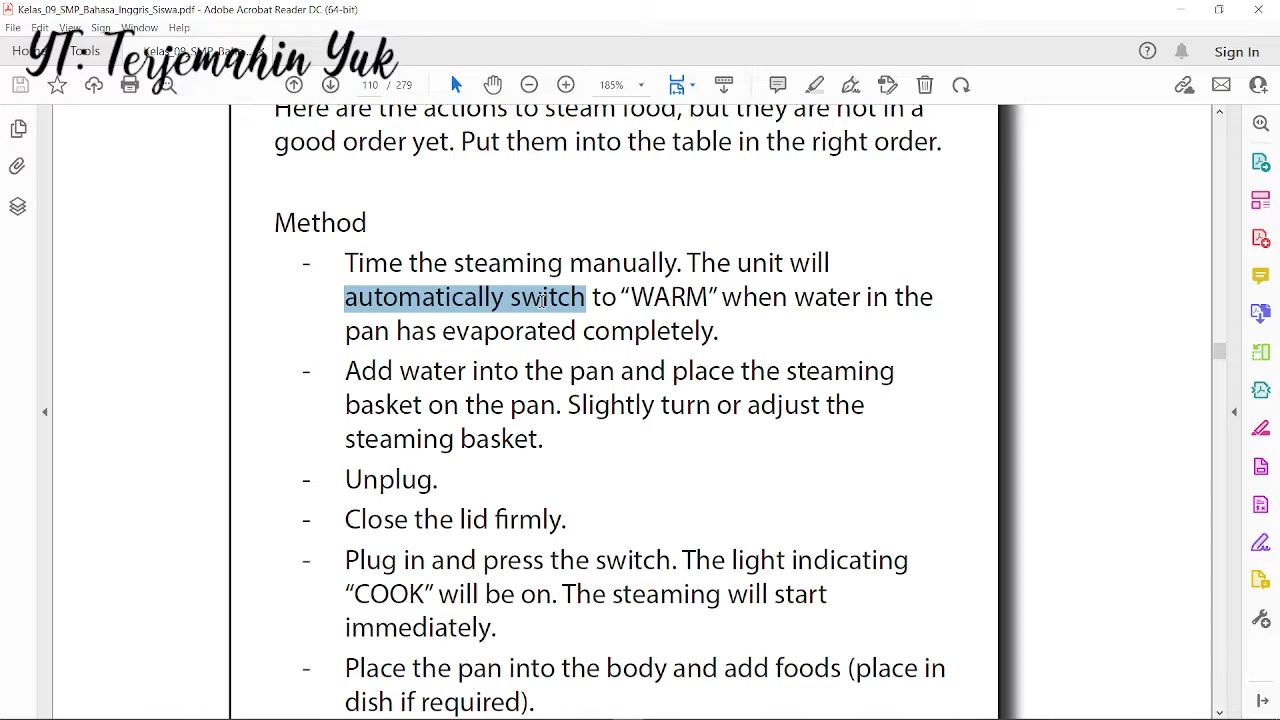 Kelas_09_SMP_Bahasa_Inggris_Siswa.pdf - Adobe Acrobat Reader DC (64-bit)
File Edit View Sign Window Help
YT: Terjemahin Yuk
Home Tools Kelas_09_SMP_Baha... Sign In
110 / 279 185%
Here are the actions to steam food, but they are not in a
good order yet. Put them into the table in the right order.
Method
- Time the steaming manually. The unit will
automatically switch to “WARM” when water in the
pan has evaporated completely.
- Add water into the pan and place the steaming
basket on the pan. Slightly turn or adjust the
steaming basket.
- Unplug.
- Close the lid firmly.
- Plug in and press the switch. The light indicating
“COOK” will be on. The steaming will start
immediately.
- Place the pan into the body and add foods (place in
dish if required).